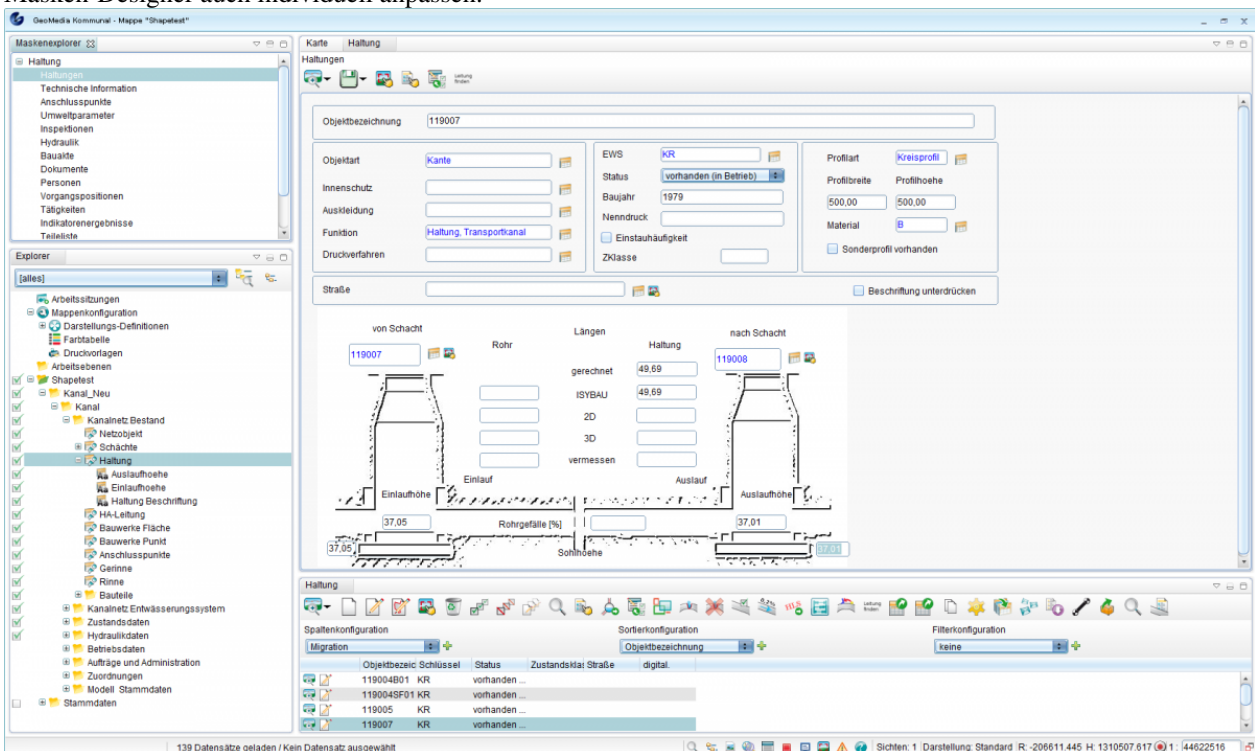 Masken-Designer auch individuell anpassen.
GeoMedia Kommunal - Mappe "Shapetest"
Maskenexplorer
Haltung
Haltungen
Technische Information
Anschlusspunkte
Umweltparameter
Inspektionen
Hydraulik
Bauakte
Dokumente
Personen
Vorgangspositionen
Tätigkeiten
Indikatorenergebnisse
Teileliste
Explorer
[alles]
Arbeitssitzungen
Mappenkonfiguration
Darstellungs-Definitionen
Farbtabelle
Druckvorlagen
Arbeitsebenen
Shapetest
Kanal_Neu
Kanal
Kanalnetz Bestand
Netzobjekt
Schächte
Haltung
Auslaufhoehe
Einlaufhoehe
Haltung Beschriftung
HA-Leitung
Bauwerke Fläche
Bauwerke Punkt
Anschlusspunkte
Gerinne
Rinne
Bauteile
Kanalnetz Entwässerungssystem
Zustandsdaten
Hydraulikdaten
Betriebsdaten
Aufträge und Administration
Zuordnungen
Modell Stammdaten
Stammdaten
Karte Haltung
Haltungen
Leitung finden
Objektbezeichnung 119007
Objektart Kante
Innenschutz
Auskleidung
Funktion Haltung, Transportkanal
Druckverfahren
EWS KR
Status vorhanden (in Betrieb)
Baujahr 1979
Nenndruck
Einstauhäufigkeit
ZKlasse
Profilart Kreisprofil
Profilbreite Profilhoehe
500,00 500,00
Material B
Sonderprofil vorhanden
Straße
Beschriftung unterdrücken
von Schacht Längen nach Schacht
Rohr Haltung
119007 119008
gerechnet 49,69
ISYBAU 49,69
2D
3D
vermessen
Einlauf Auslauf
Einlaufhöhe Auslaufhöhe
37,05 Rohrgefälle [%] 37,01
37,05 Sohlhoehe 37,01
Haltung
Leitung finden
Spaltenkonfiguration Sortierkonfiguration Filterkonfiguration
Migration Objektbezeichnung keine
Objektbezeic Schlüssel Status Zustandsklas Straße digital.
119004B01 KR vorhanden ...
119004SF01 KR vorhanden ...
119005 KR vorhanden ...
119007 KR vorhanden ...
139 Datensätze geladen / Kein Datensatz ausgewählt
Sichten: 1 Darstellung: Standard R: -206611.445 H: 1310507.617 1 : 44622516